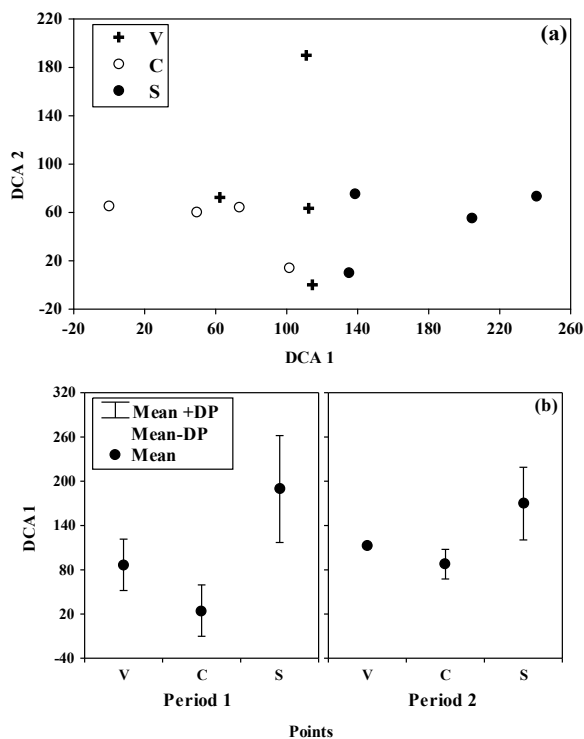 220
(a)
V
180
C
140
S
100
DCA 2
60
20
-20
-20 20 60 100 140 180 220 260
DCA 1
320
Mean +DP
(b)
Mean-DP
260
Mean
200
DCA1
140
80
20
-40
V C S V C S
Period 1 Period 2
Points